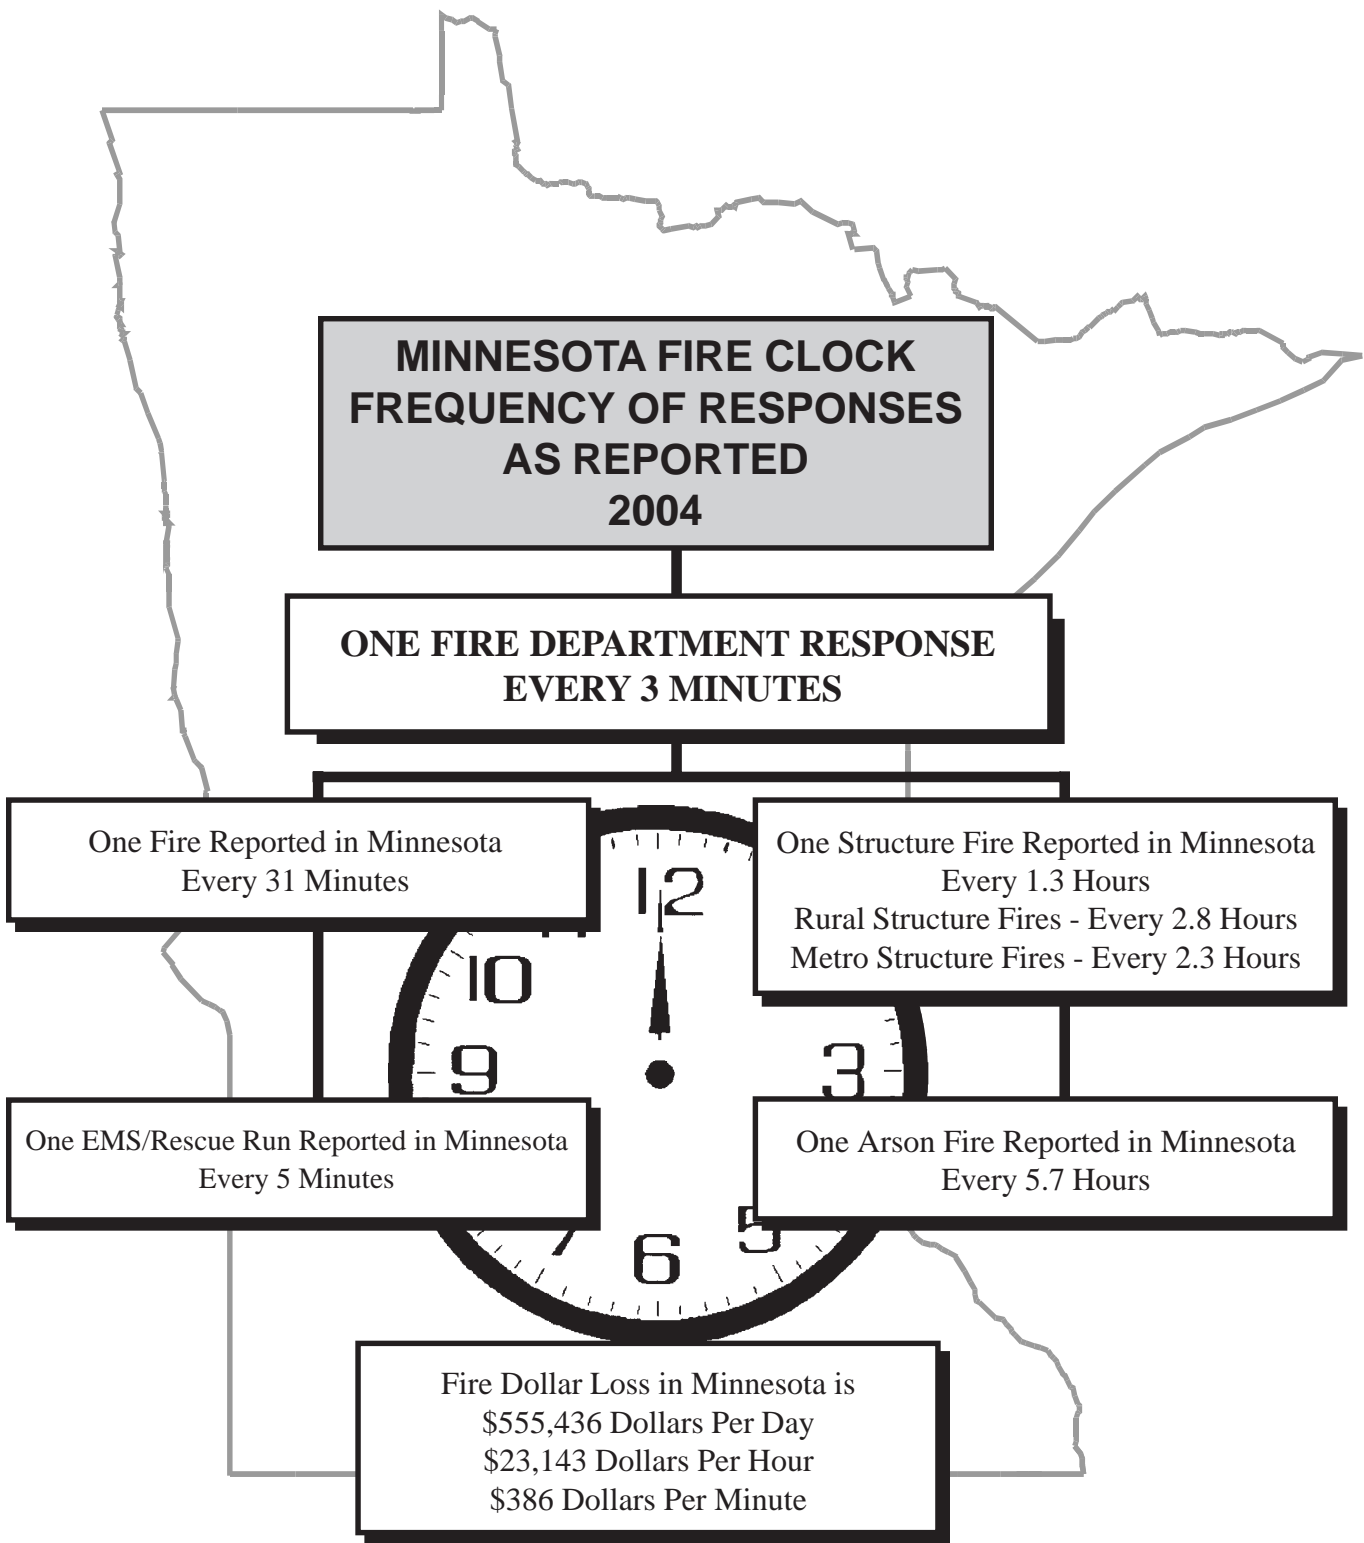 MINNESOTA FIRE CLOCK
FREQUENCY OF RESPONSES
AS REPORTED
2004
ONE FIRE DEPARTMENT RESPONSE
EVERY 3 MINUTES
One Fire Reported in Minnesota
Every 31 Minutes
One Structure Fire Reported in Minnesota
Every 1.3 Hours
Rural Structure Fires - Every 2.8 Hours
Metro Structure Fires - Every 2.3 Hours
12
10
9
3
One EMS/Rescue Run Reported in Minnesota
Every 5 Minutes
One Arson Fire Reported in Minnesota
Every 5.7 Hours
7
6
5
Fire Dollar Loss in Minnesota is
$555,436 Dollars Per Day
$23,143 Dollars Per Hour
$386 Dollars Per Minute